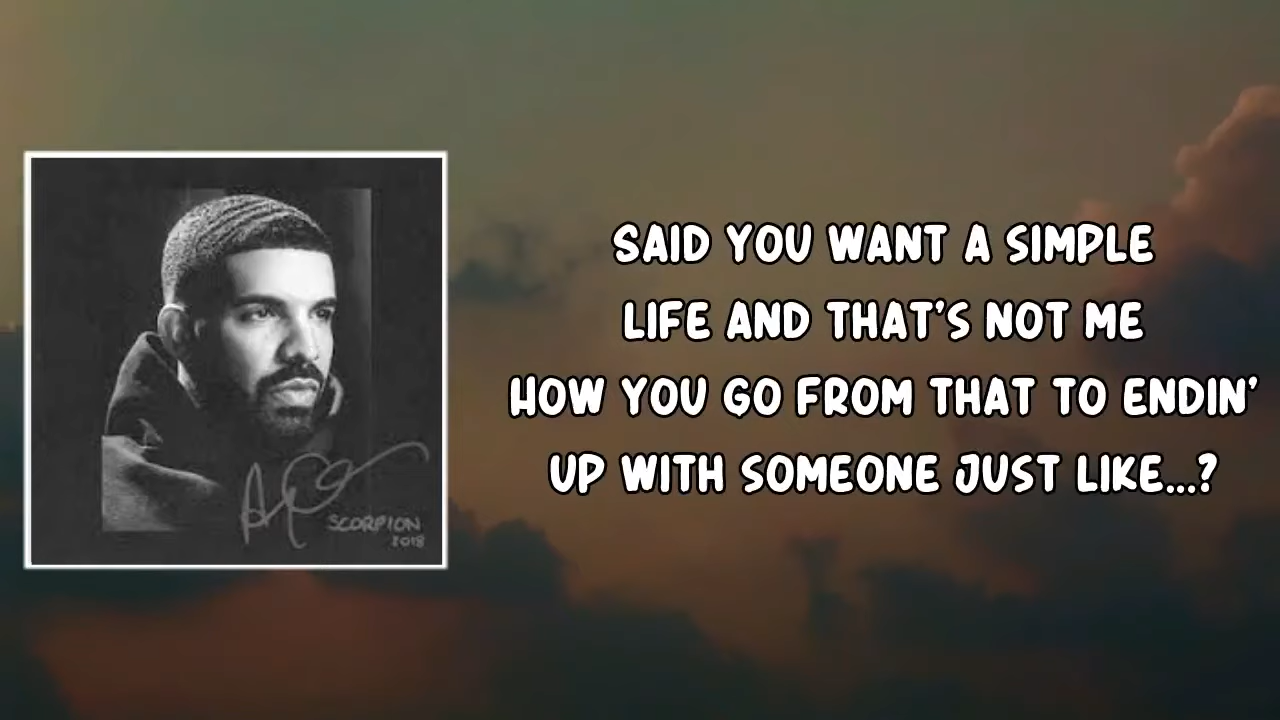 SCORPION
2018
SAID YOU WANT A SIMPLE
LIFE AND THAT'S NOT ME
HOW YOU GO FROM THAT TO ENDIN'
UP WITH SOMEONE JUST LIKE...?